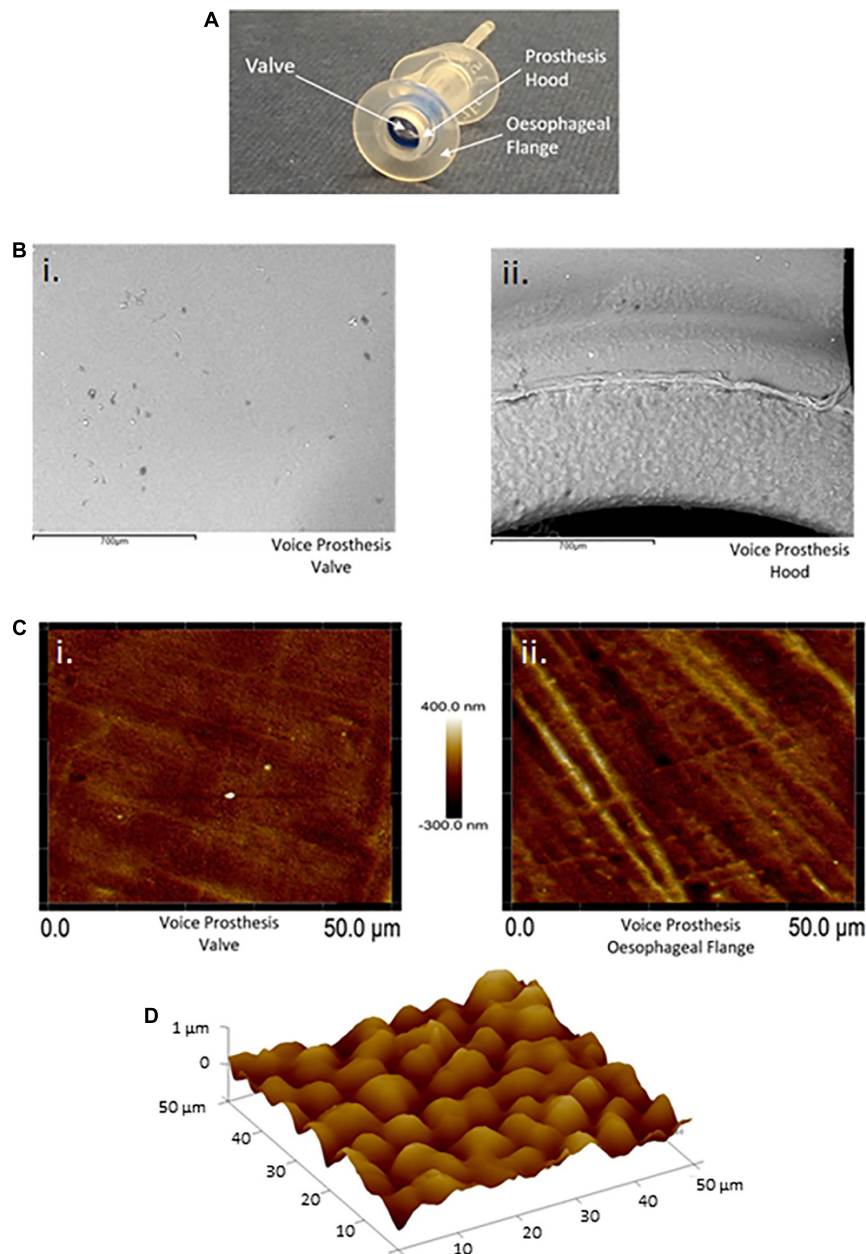 A
Valve
Prosthesis
Hood
Oesophageal
Flange
B
i.
700µm
Voice Prosthesis
Valve
ii.
700µm
Voice Prosthesis
Hood
C
i.
0.0
Voice Prosthesis
Valve
50.0 µm
400.0 nm
-300.0 nm
ii.
0.0
Voice Prosthesis
Oesophageal Flange
50.0 µm
D
1 µm
0
50 µm
40
30
20
10
10
20
30
40
50 µm